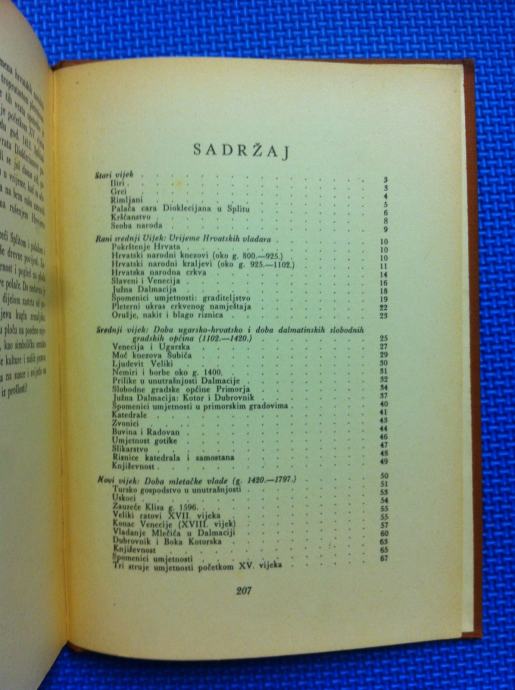 SADRŽAJ
Stari vijek 3
Iliri 3
Grci 3
Rimljani 4
Palača cara Dioklecijana u Splitu 5
Kršćanstvo 6
Seoba naroda 9
Rani srednji Vijek: Vrijeme Hrvatskih vladara 10
Pokrštenje Hrvata 10
Hrvatski narodni knezovi (oko g. 800.—925.) 10
Hrvatski narodni kraljevi (oko g. 925.—1102.) 11
Hrvatska narodna crkva 14
Slaveni i Venecija 16
Južna Dalmacija 18
Spomenici umjetnosti: graditeljstvo 19
Pleterni ukras crkvenog namještaja 22
Oružje, nakit i blago riznica 23
Srednji vijek: Doba ugarsko-hrvatsko i doba dalmatinskih slobodnih
gradskih općina (1102.—1420.) 25
Venecija i Ugarska 27
Moć knezova Šubića 29
Ljudevit Veliki 30
Nemiri i borbe oko g. 1400. 31
Prilike u unutrašnjosti Dalmacije 32
Slobodne gradske općine Primorja 34
Južna Dalmacija: Kotor i Dubrovnik 37
Spomenici umjetnosti u primorskim gradovima 40
Katedrale 41
Zvonici 43
Buvina i Radovan 44
Umjetnost gotike 46
Slikarstvo 47
Riznice katedrala i samostana 48
Književnost 49
Novi vijek: Doba mletačke vlade (g. 1420.—1797.) 50
Tursko gospodstvo u unutrašnjosti 51
Uskoci 53
Zauzeće Klisa g. 1596. 54
Veliki ratovi XVII. vijeka 55
Konac Venecije (XVIII. vijek) 55
Vladanje Mlečića u Dalmaciji 57
Dubrovnik i Boka Kotorska 60
Književnost 63
Spomenici umjetnosti 65
Tri struje umjetnosti početkom XV. vijeka 67
207